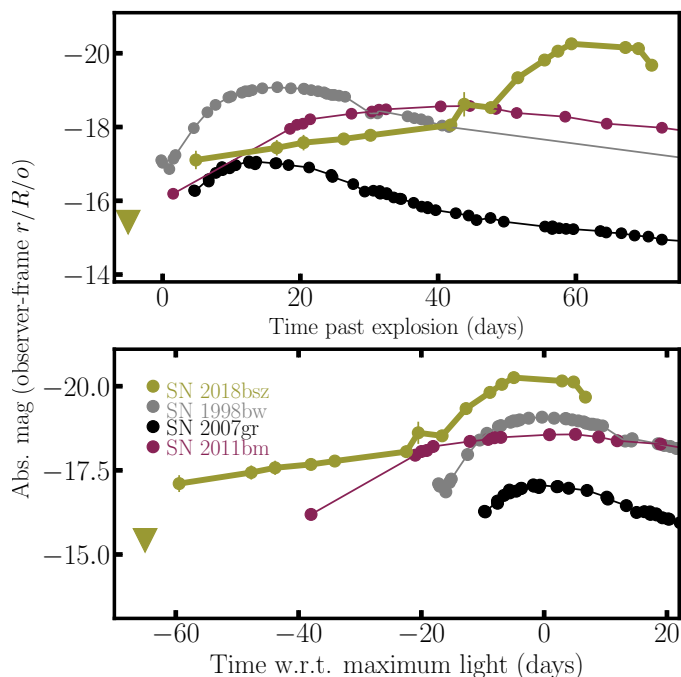 −20
−18
−16
−14
0 20 40 60
Time past explosion (days)
Abs. mag (observer-frame r/R/o)
−20.0
−17.5
−15.0
SN 2018bsz
SN 1998bw
SN 2007gr
SN 2011bm
−60 −40 −20 0 20
Time w.r.t. maximum light (days)